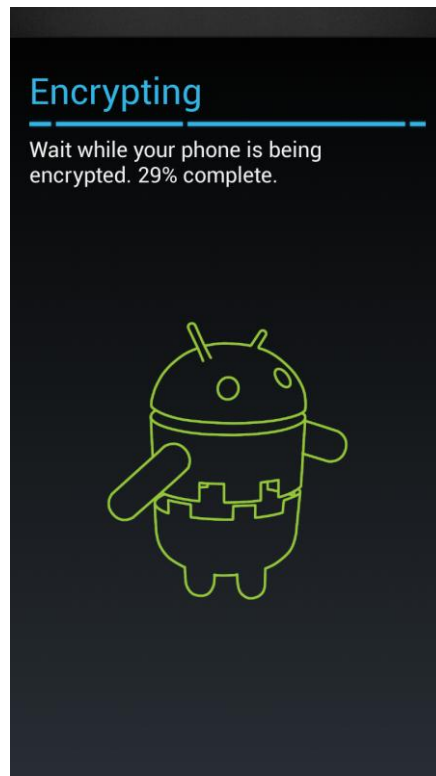 Encrypting
Wait while your phone is being
encrypted. 29% complete.